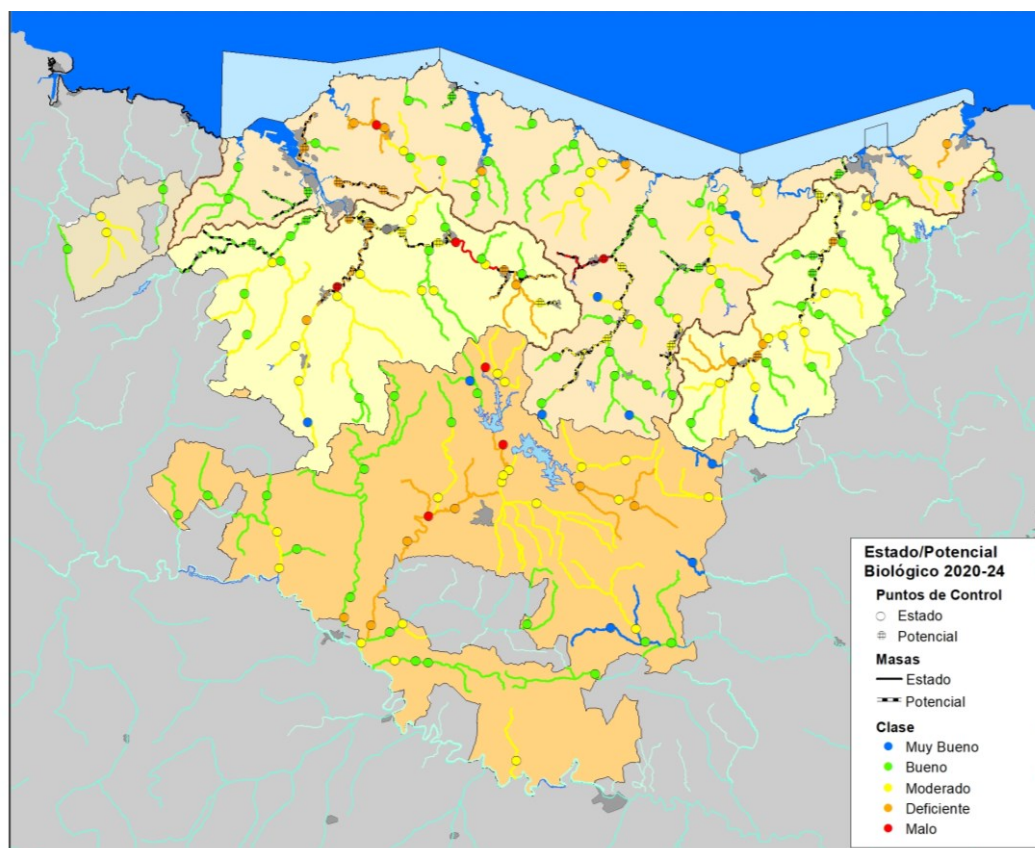 Estado/Potencial
Biológico 2020-24
Puntos de Control
Estado
Potencial
Masas
Estado
Potencial
Clase
Muy Bueno
Bueno
Moderado
Deficiente
Malo